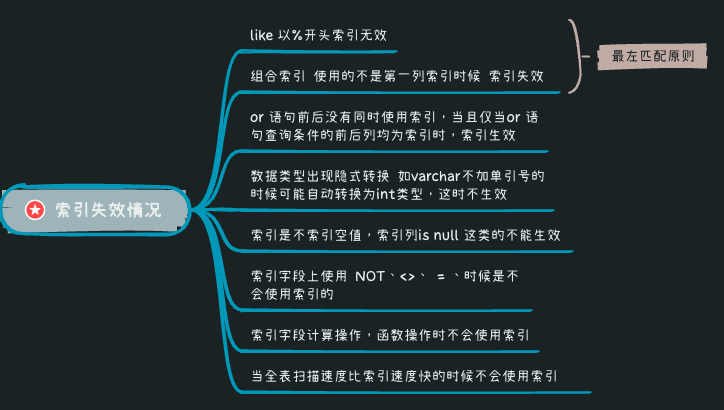 like 以%开头索引无效
组合索引 使用的不是第一列索引时候 索引失效
最左匹配原则
or 语句前后没有同时使用索引，当且仅当or 语
句查询条件的前后列均为索引时，索引生效
数据类型出现隐式转换 如varchar不加单引号的
时候可能自动转换为int类型，这时不生效
索引失效情况
索引是不索引空值，索引列is null 这类的不能生效
索引字段上使用 NOT、<>、 = 、时候是不
会使用索引的
索引字段计算操作，函数操作时不会使用索引
当全表扫描速度比索引速度快的时候不会使用索引